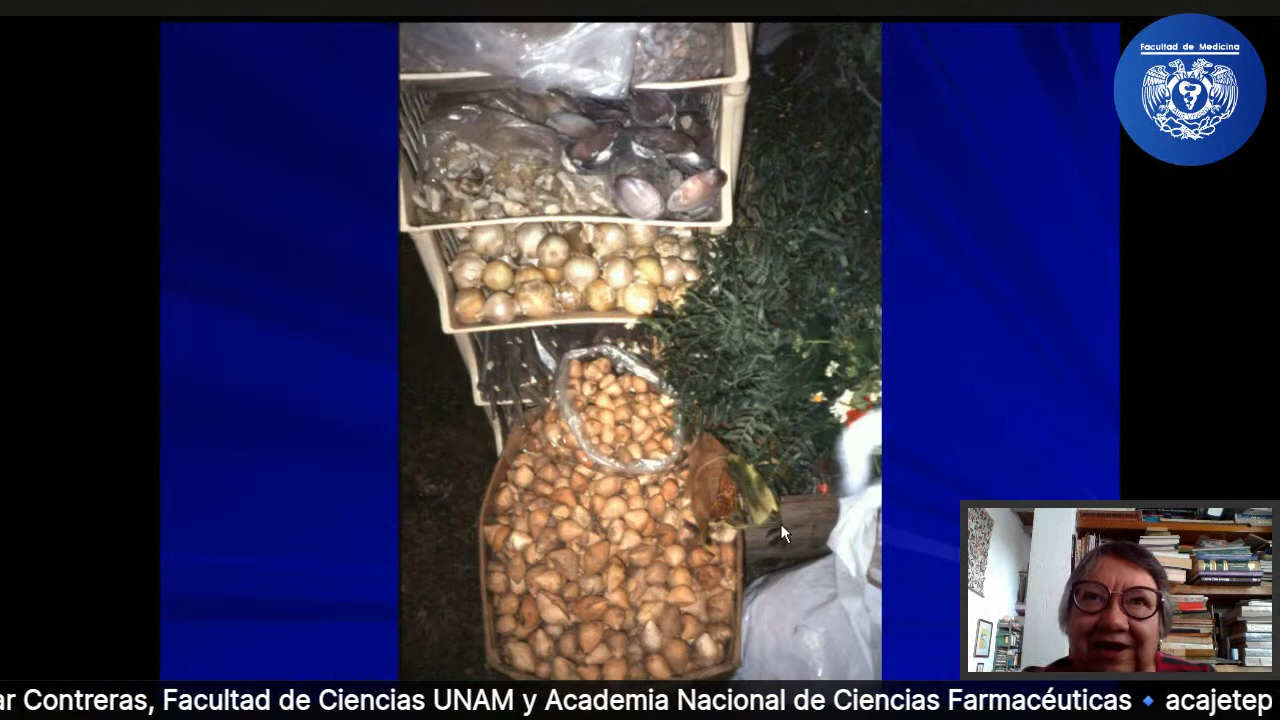 Facultad de Medicina
ar Contreras, Facultad de Ciencias UNAM y Academia Nacional de Ciencias Farmacéuticas 🔹 acajetep